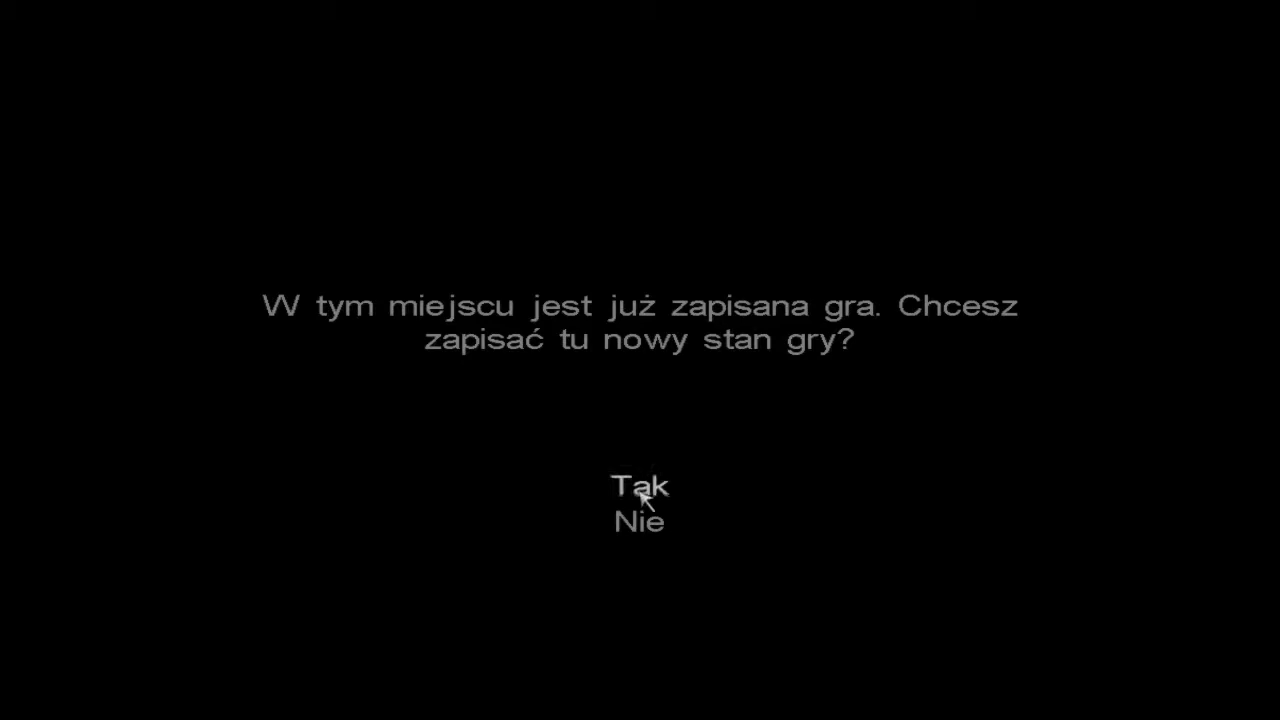 W tym miejscu jest już zapisana gra. Chcesz
zapisać tu nowy stan gry?
Tak
Nie